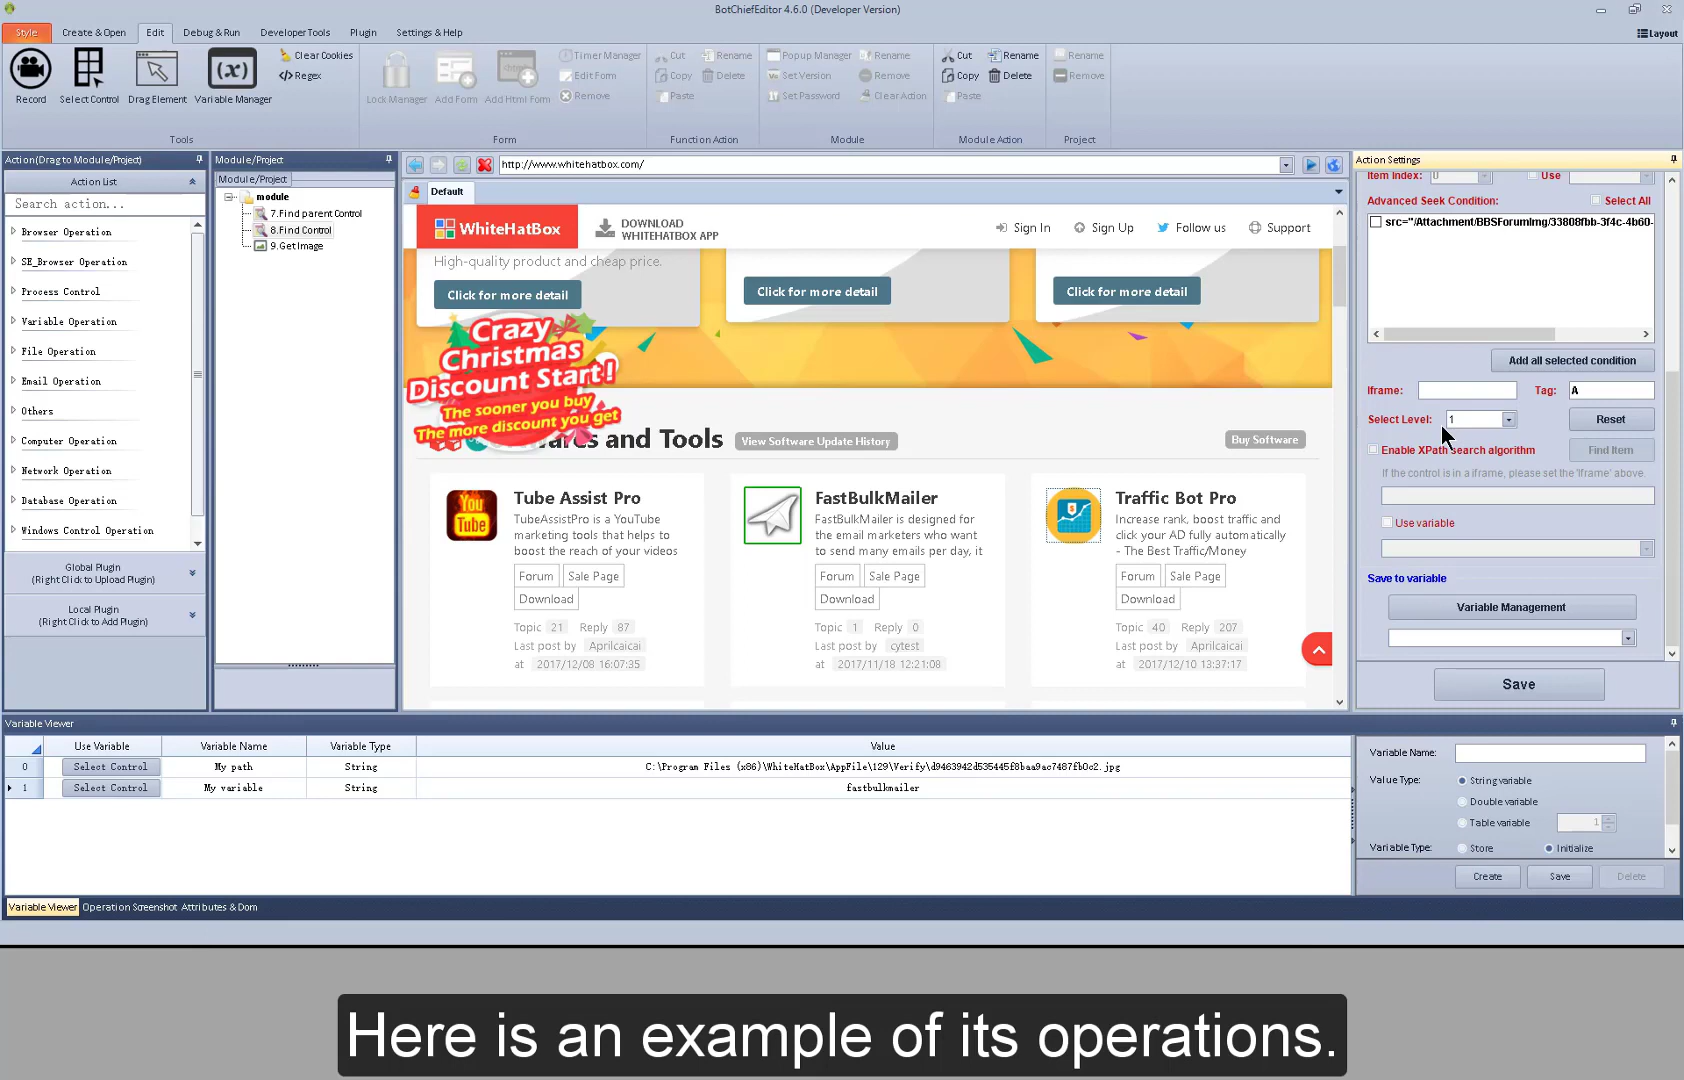 BotChiefEditor 4.6.0 (Developer Version)
Style Create & Open Edit Debug & Run Developer Tools Plugin Settings & Help
Layout
Record Select Control Drag Element Variable Manager
Clear Cookies
Regex
Tools
Lock Manager Add Form Add Html Form
Timer Manager
Edit Form
Remove
Form
Cut Rename
Copy Delete
Paste
Function Action
Popup Manager Rename
Set Version Remove
Set Password Clear Action
Module
Cut Rename
Copy Delete
Paste
Module Action
Rename
Remove
Project
Action(Drag to Module/Project)
Action List
Search action...
Browser Operation
SE_Browser Operation
Process Control
Variable Operation
File Operation
Email Operation
Others
Computer Operation
Network Operation
Database Operation
Windows Control Operation
Global Plugin
(Right Click to Upload Plugin)
Local Plugin
(Right Click to Add Plugin)
Module/Project
Module/Project
module
7.Find parent Control
8.Find Control
9.Get Image
http://www.whitehatbox.com/
Default
WhiteHatBox
DOWNLOAD
WHITEHATBOX APP
Sign In Sign Up Follow us Support
High-quality product and cheap price.
Click for more detail Click for more detail Click for more detail
Crazy
Christmas
Discount Start!
The sooner you buy
The more discount you get
and Tools View Software Update History Buy Software
Tube Assist Pro
TubeAssistPro is a YouTube
marketing tools that helps to
boost the reach of your videos
Forum Sale Page
Download
Topic 21 Reply 87
Last post by Aprilcaicai
at 2017/12/08 16:07:35
You
Tube
FastBulkMailer
FastBulkMailer is designed for
the email marketers who want
to send many emails per day, it
Forum Sale Page
Download
Topic 1 Reply 0
Last post by cytest
at 2017/11/18 12:21:08
Traffic Bot Pro
Increase rank, boost traffic and
click your AD fully automatically
- The Best Traffic/Money
Forum Sale Page
Download
Topic 40 Reply 207
Last post by Aprilcaicai
at 2017/12/10 13:37:17
Action Settings
Item Index: 0 Use
Advanced Seek Condition: Select All
src="/Attachment/BBSForumImg/33808fbb-3f4c-4b60-
Add all selected condition
Iframe: Tag: A
Select Level: 1 Reset
Enable XPath search algorithm Find Item
If the control is in a iframe, please set the 'Iframe' above.
Use variable
Save to variable
Variable Management
Save
Variable Viewer
Use Variable Variable Name Variable Type Value
0 Select Control My path String C:\Program Files (x86)\WhiteHatBox\AppFile\129\Verify\d9463942d535445f8baa9ac7487fb0c2.jpg
1 Select Control My variable String fastbulkmailer
Variable Name:
Value Type: String variable
Double variable
Table variable 1
Variable Type: Store Initialize
Create Save Delete
Variable Viewer Operation Screenshot Attributes & Dom
Here is an example of its operations.